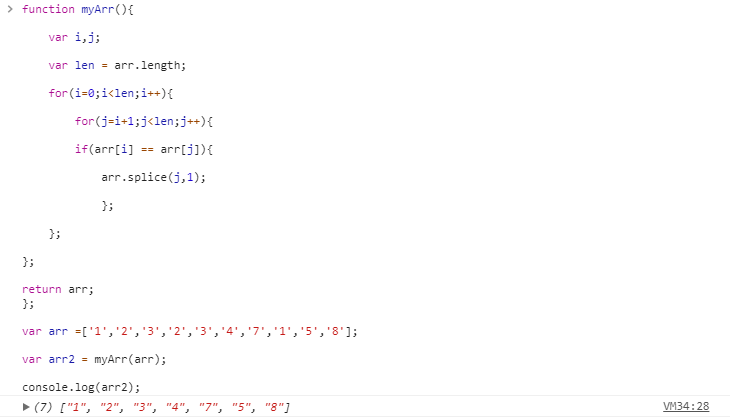 > function myArr(){
var i,j;
var len = arr.length;
for(i=0;i<len;i++){
for(j=i+1;j<len;j++){
if(arr[i] == arr[j]){
arr.splice(j,1);
};
};
};
return arr;
};
var arr =['1','2','3','2','3','4','7','1','5','8'];
var arr2 = myArr(arr);
console.log(arr2);
▶ (7) ["1", "2", "3", "4", "7", "5", "8"] VM34:28